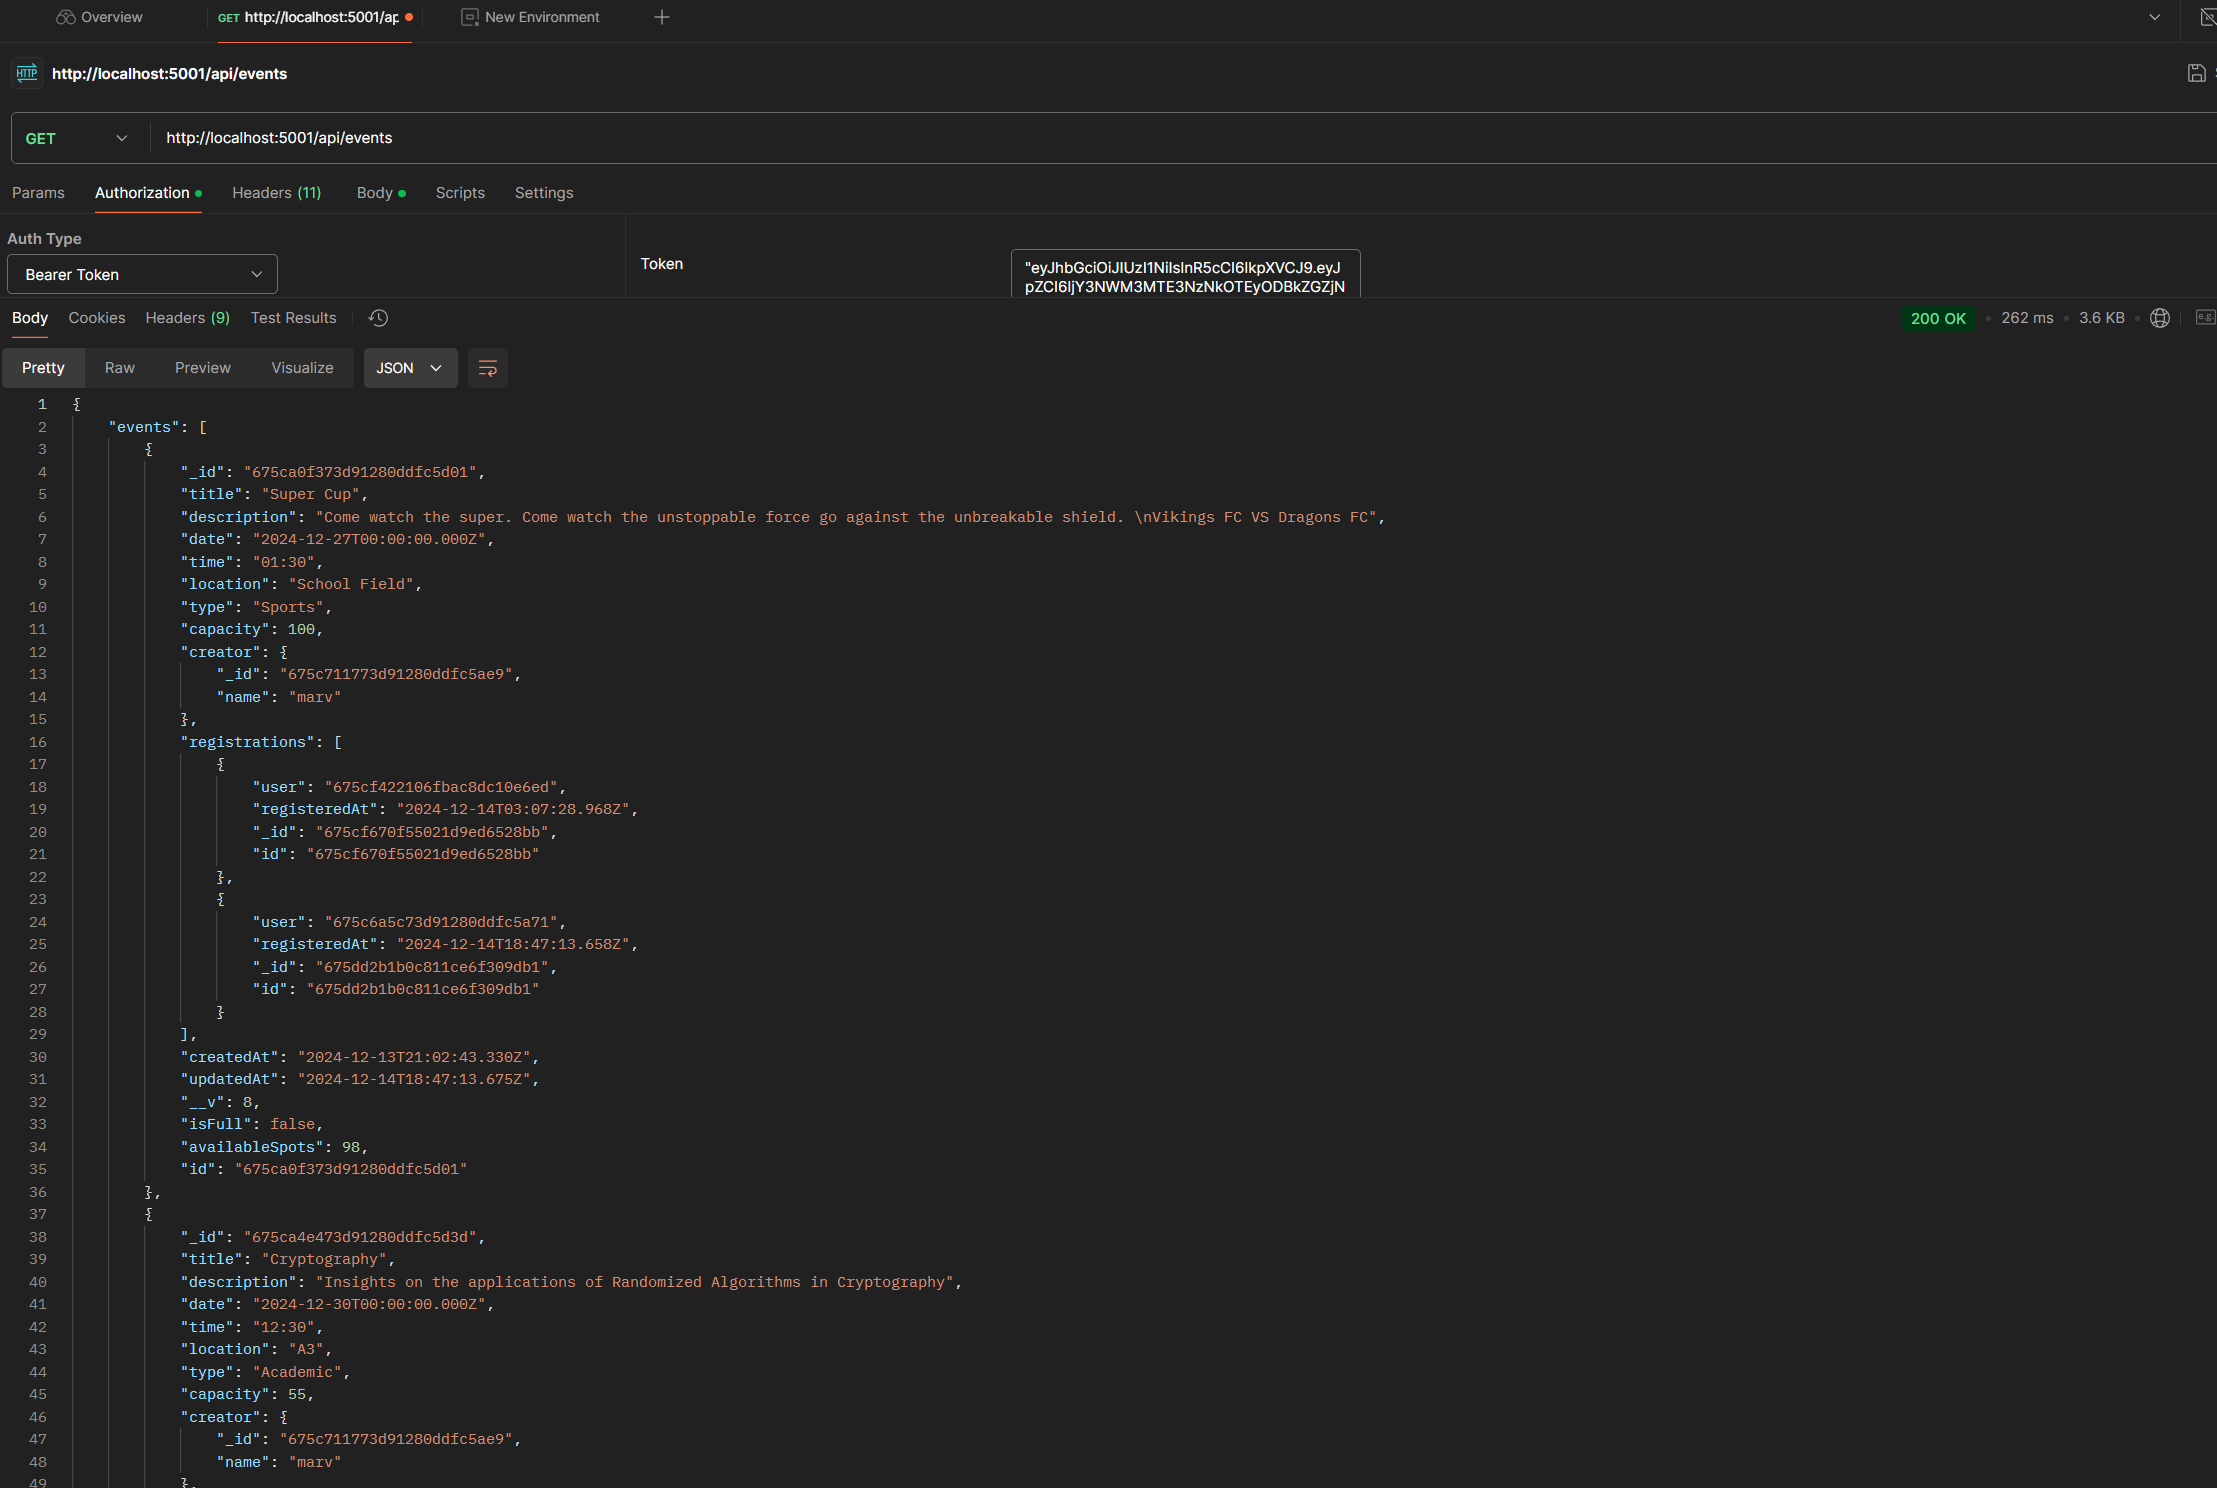 Overview
GET http://localhost:5001/ap
New Environment
HTTP http://localhost:5001/api/events
GET http://localhost:5001/api/events
Params Authorization Headers (11) Body Scripts Settings
Auth Type
Bearer Token
Token
"eyJhbGciOiJIUzI1NiIsInR5cCI6IkpXVCJ9.eyJ
pZCI6IjY3NWM3MTE3NzNkOTEyODBkZGZjN
Body Cookies Headers (9) Test Results
200 OK • 262 ms • 3.6 KB • e.g.
Pretty Raw Preview Visualize JSON
1 {
2 "events": [
3 {
4 "_id": "675ca0f373d91280ddfc5d01",
5 "title": "Super Cup",
6 "description": "Come watch the super. Come watch the unstoppable force go against the unbreakable shield. \nVikings FC VS Dragons FC",
7 "date": "2024-12-27T00:00:00.000Z",
8 "time": "01:30",
9 "location": "School Field",
10 "type": "Sports",
11 "capacity": 100,
12 "creator": {
13 "_id": "675c711773d91280ddfc5ae9",
14 "name": "marv"
15 },
16 "registrations": [
17 {
18 "user": "675cf422106fbac8dc10e6ed",
19 "registeredAt": "2024-12-14T03:07:28.968Z",
20 "_id": "675cf670f55021d9ed6528bb",
21 "id": "675cf670f55021d9ed6528bb"
22 },
23 {
24 "user": "675c6a5c73d91280ddfc5a71",
25 "registeredAt": "2024-12-14T18:47:13.658Z",
26 "_id": "675dd2b1b0c811ce6f309db1",
27 "id": "675dd2b1b0c811ce6f309db1"
28 }
29 ],
30 "createdAt": "2024-12-13T21:02:43.330Z",
31 "updatedAt": "2024-12-14T18:47:13.675Z",
32 "__v": 8,
33 "isFull": false,
34 "availableSpots": 98,
35 "id": "675ca0f373d91280ddfc5d01"
36 },
37 {
38 "_id": "675ca4e473d91280ddfc5d3d",
39 "title": "Cryptography",
40 "description": "Insights on the applications of Randomized Algorithms in Cryptography",
41 "date": "2024-12-30T00:00:00.000Z",
42 "time": "12:30",
43 "location": "A3",
44 "type": "Academic",
45 "capacity": 55,
46 "creator": {
47 "_id": "675c711773d91280ddfc5ae9",
48 "name": "marv"
49 },